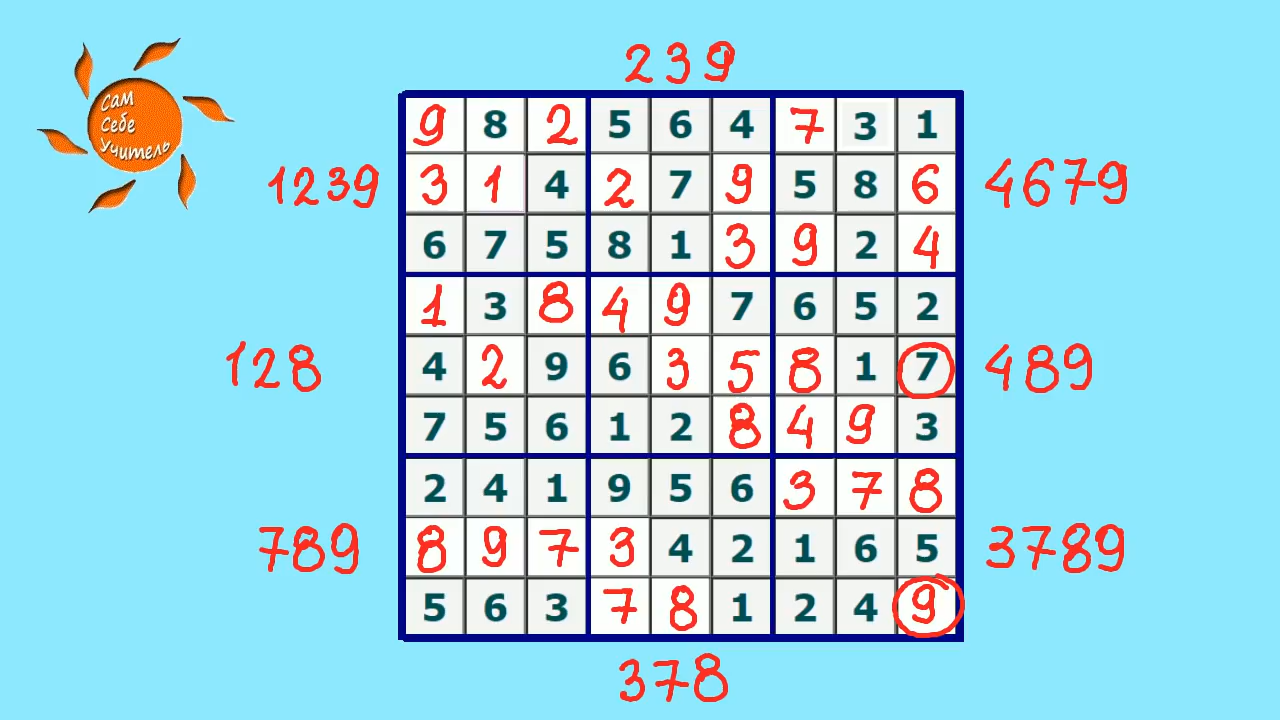 239
Сам
Себе
Учитель
9 8 2 5 6 4 7 3 1
1239 3 1 4 2 7 9 5 8 6 4679
6 7 5 8 1 3 9 2 4
1 3 8 4 9 7 6 5 2
128 4 2 9 6 3 5 8 1 7 489
7 5 6 1 2 8 4 9 3
2 4 1 9 5 6 3 7 8
789 8 9 7 3 4 2 1 6 5 3789
5 6 3 7 8 1 2 4 9
378